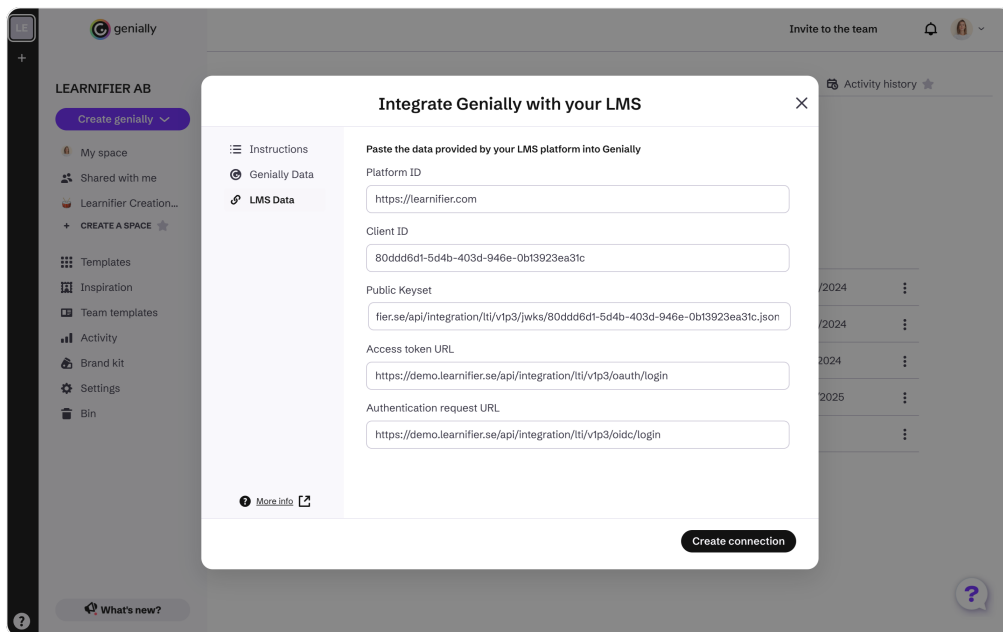 LE
genially
Invite to the team
+
LEARNIFIER AB
Activity history
Create genially
My space
Shared with me
Learnifier Creation...
+ CREATE A SPACE
Templates
Inspiration
Team templates
Activity
Brand kit
Settings
Bin
What's new?
?
Integrate Genially with your LMS
Instructions
Genially Data
LMS Data
? More info
Paste the data provided by your LMS platform into Genially
Platform ID
https://learnifier.com
Client ID
80ddd6d1-5d4b-403d-946e-0b13923ea31c
Public Keyset
fier.se/api/integration/lti/v1p3/jwks/80ddd6d1-5d4b-403d-946e-0b13923ea31c.json
Access token URL
https://demo.learnifier.se/api/integration/lti/v1p3/oauth/login
Authentication request URL
https://demo.learnifier.se/api/integration/lti/v1p3/oidc/login
Create connection
/2024
/2024
2024
/2025
?